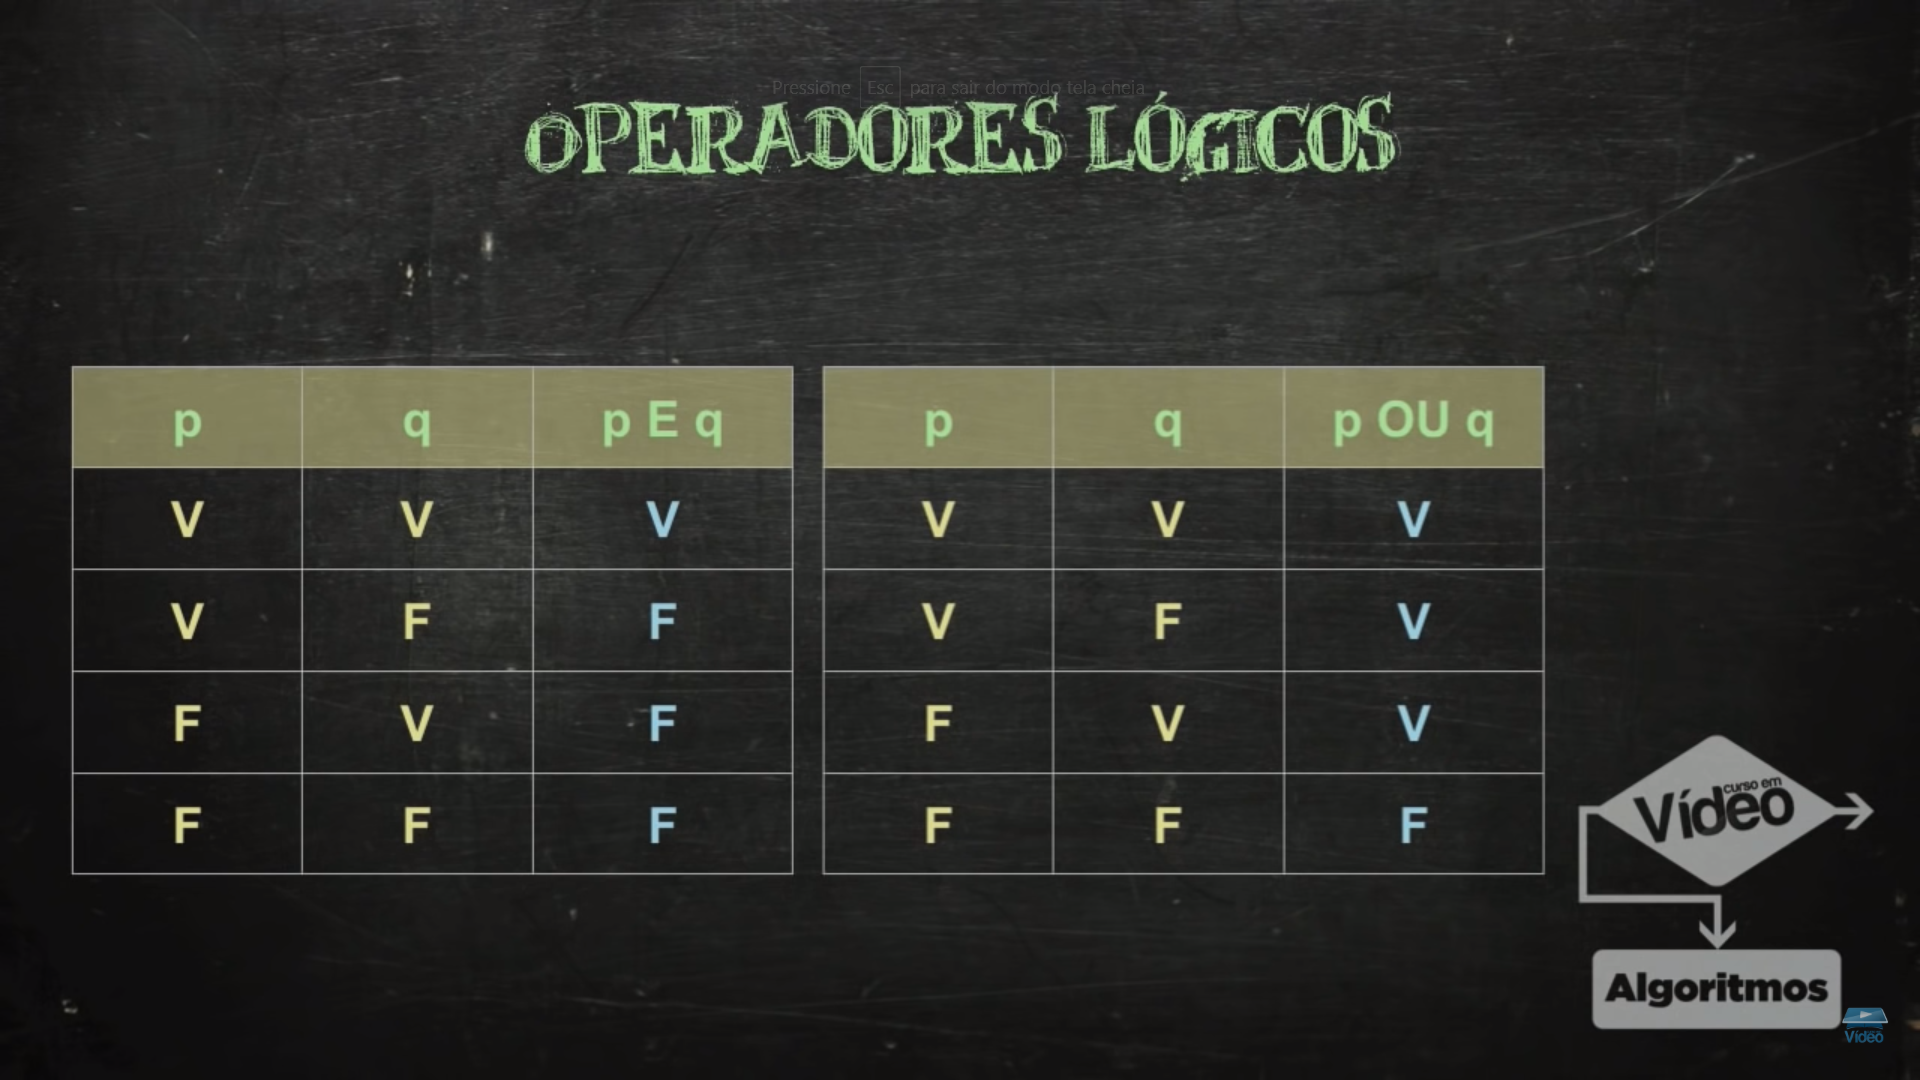 Pressione Esc para sair do modo tela cheia
OPERADORES LÓGICOS
p q p E q p OU q
V V V V V V
V F F V F V
F V F F V V
F F F F F F
curso em
Vídeo
Algoritmos
Vídeo